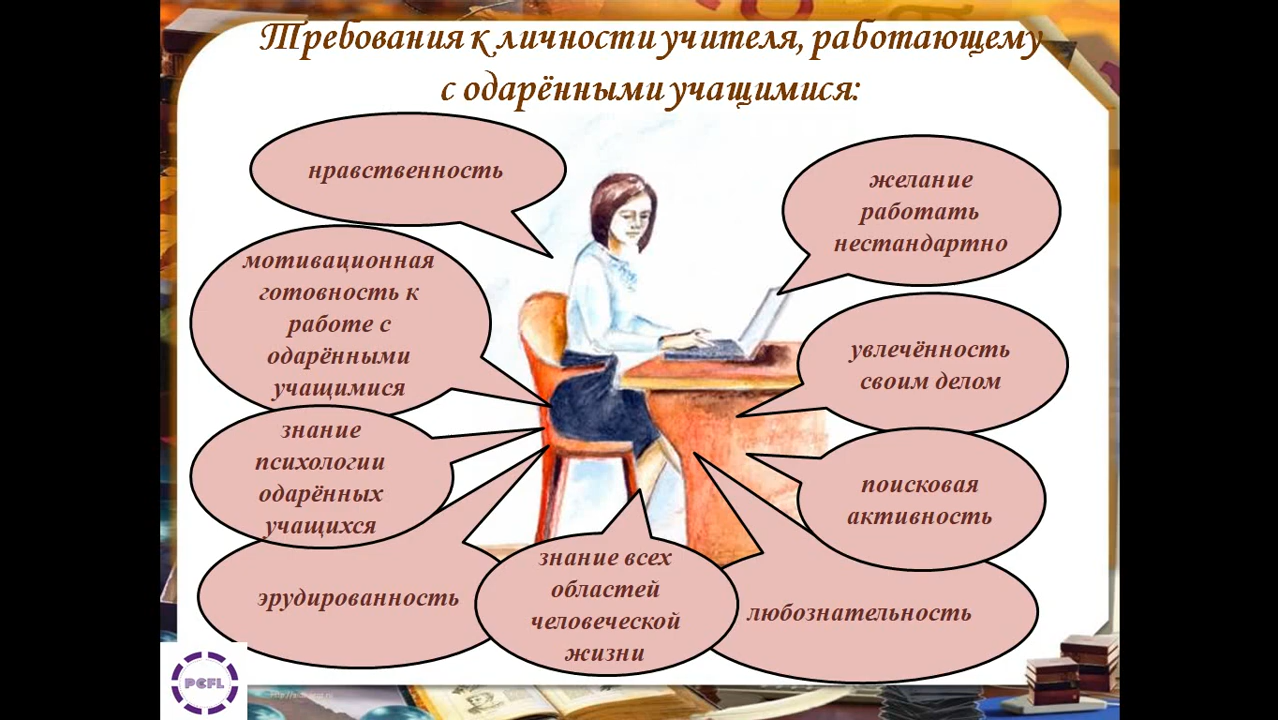 Требования к личности учителя, работающему
с одарёнными учащимися:
нравственность
желание
работать
нестандартно
мотивационная
готовность к
работе с
одарёнными
учащимися
увлечённость
своим делом
знание
психологии
одарённых
учащихся
поисковая
активность
эрудированность
знание всех
областей
человеческой
жизни
любознательность
PCFL